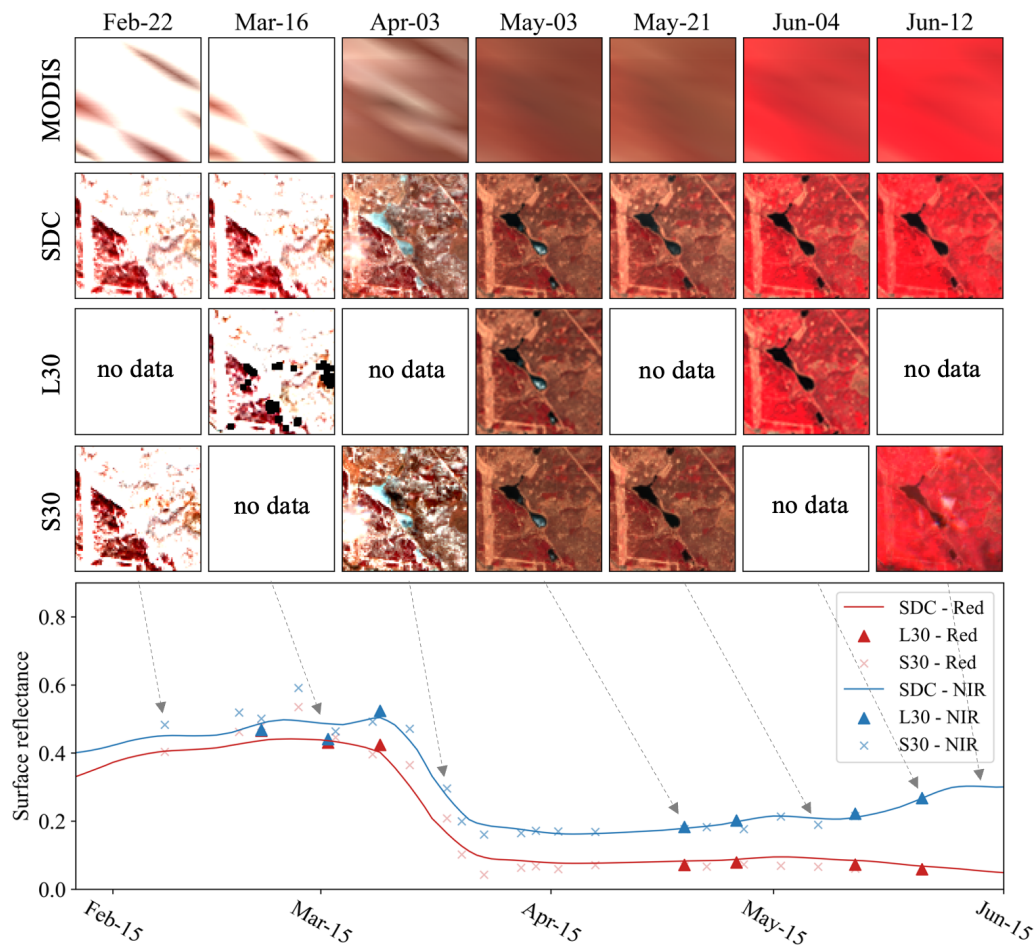 Feb-22 Mar-16 Apr-03 May-03 May-21 Jun-04 Jun-12
MODIS
SDC
L30
no data no data no data no data
S30
no data no data
0.8
0.6
0.4
0.2
0.0
Surface reflectance
SDC - Red
L30 - Red
S30 - Red
SDC - NIR
L30 - NIR
S30 - NIR
Feb-15 Mar-15 Apr-15 May-15 Jun-15